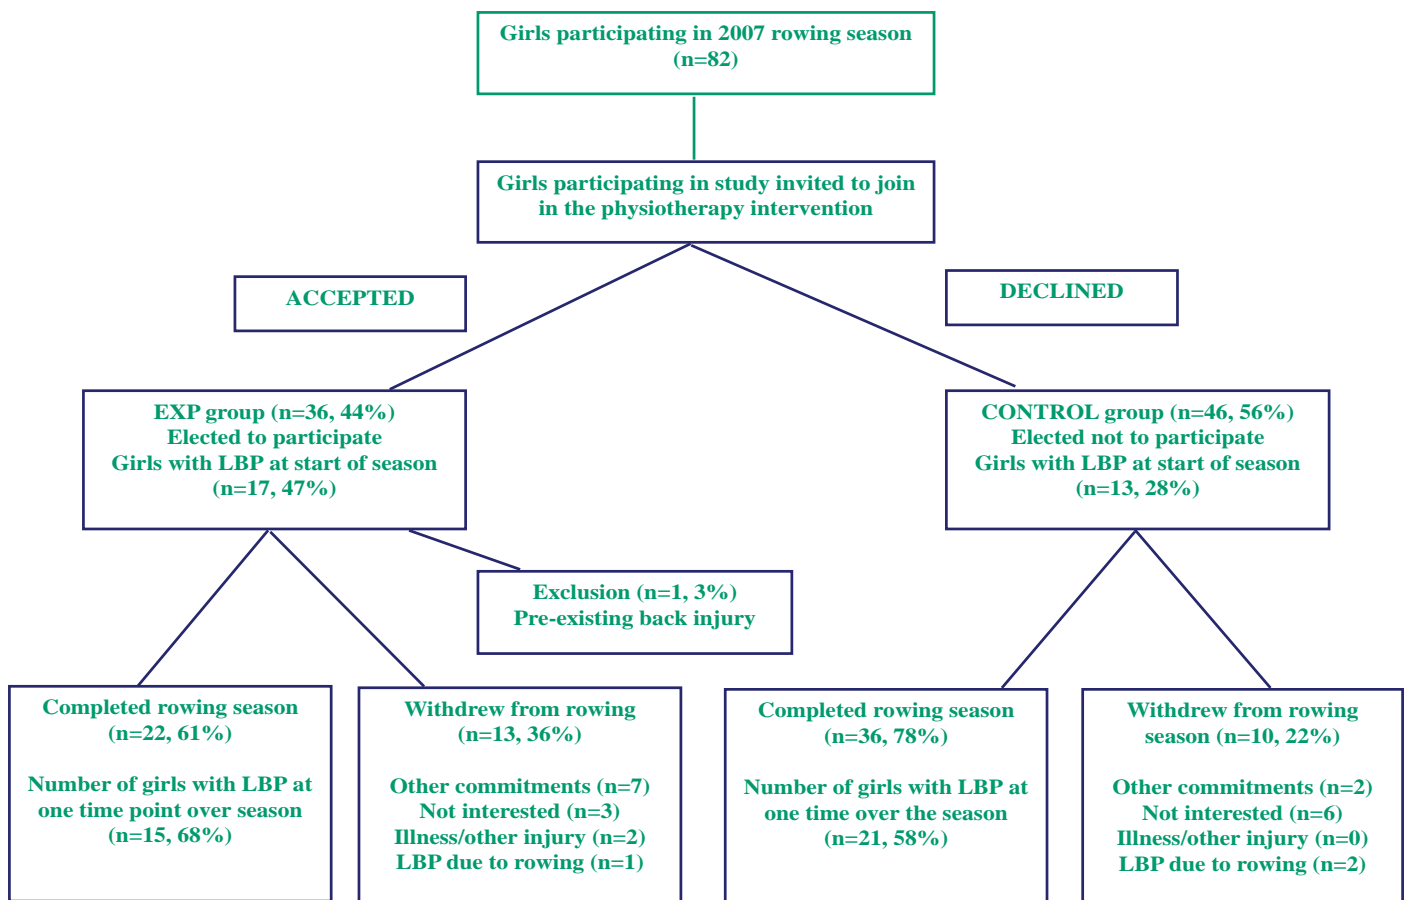 Girls participating in 2007 rowing season
(n=82)
Girls participating in study invited to join
in the physiotherapy intervention
ACCEPTED
DECLINED
EXP group (n=36, 44%)
Elected to participate
Girls with LBP at start of season
(n=17, 47%)
CONTROL group (n=46, 56%)
Elected not to participate
Girls with LBP at start of season
(n=13, 28%)
Exclusion (n=1, 3%)
Pre-existing back injury
Completed rowing season
(n=22, 61%)
Number of girls with LBP at
one time point over season
(n=15, 68%)
Withdrew from rowing
(n=13, 36%)
Other commitments (n=7)
Not interested (n=3)
Illness/other injury (n=2)
LBP due to rowing (n=1)
Completed rowing season
(n=36, 78%)
Number of girls with LBP at
one time over the season
(n=21, 58%)
Withdrew from rowing
season (n=10, 22%)
Other commitments (n=2)
Not interested (n=6)
Illness/other injury (n=0)
LBP due to rowing (n=2)